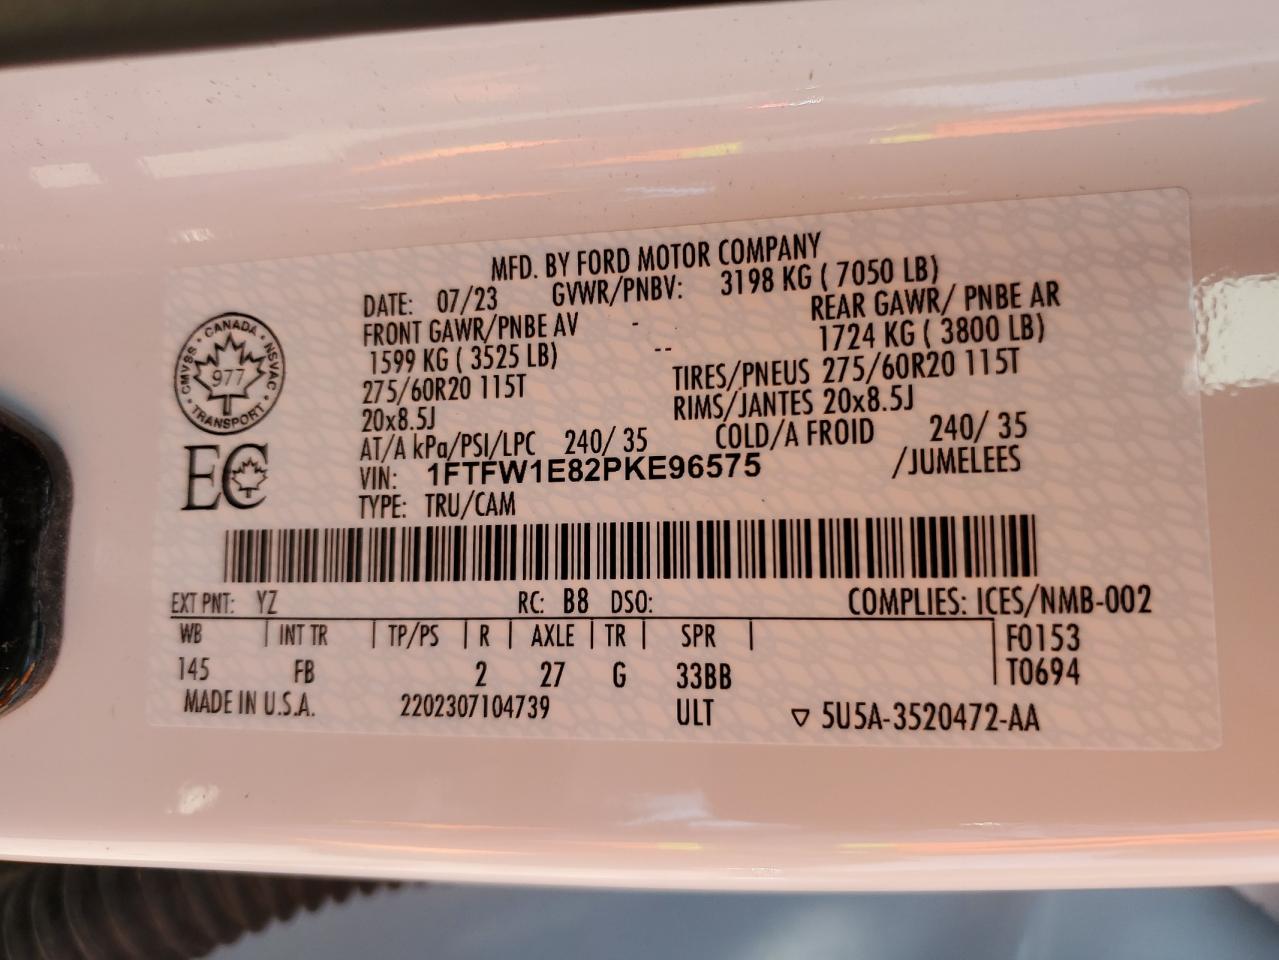 MFD. BY FORD MOTOR COMPANY
DATE: 07/23 GVWR/PNBV: 3198 KG ( 7050 LB)
FRONT GAWR/PNBE AV - REAR GAWR/ PNBE AR
1599 KG ( 3525 LB) -- 1724 KG ( 3800 LB)
275/60R20 115T TIRES/PNEUS 275/60R20 115T
20x8.5J RIMS/JANTES 20x8.5J
AT/A kPa/PSI/LPC 240/ 35 COLD/A FROID 240/ 35
VIN: 1FTFW1E82PKE96575 /JUMELEES
TYPE: TRU/CAM
CMVSS · CANADA · NSVAC · TRANSPORT ·
977
EC
EXT PNT: YZ RC: B8 DSO: COMPLIES: ICES/NMB-002
WB | INT TR | TP/PS | R | AXLE | TR | SPR | F0153
145 FB 2 27 G 33BB T0694
MADE IN U.S.A. 2202307104739 ULT ▽ 5U5A-3520472-AA